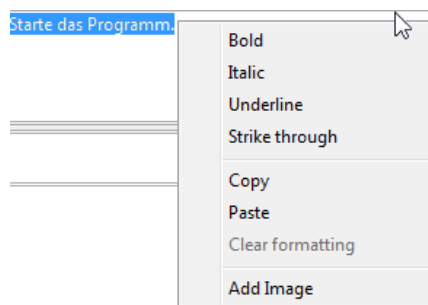 Starte das Programm.
Bold
Italic
Underline
Strike through
Copy
Paste
Clear formatting
Add Image